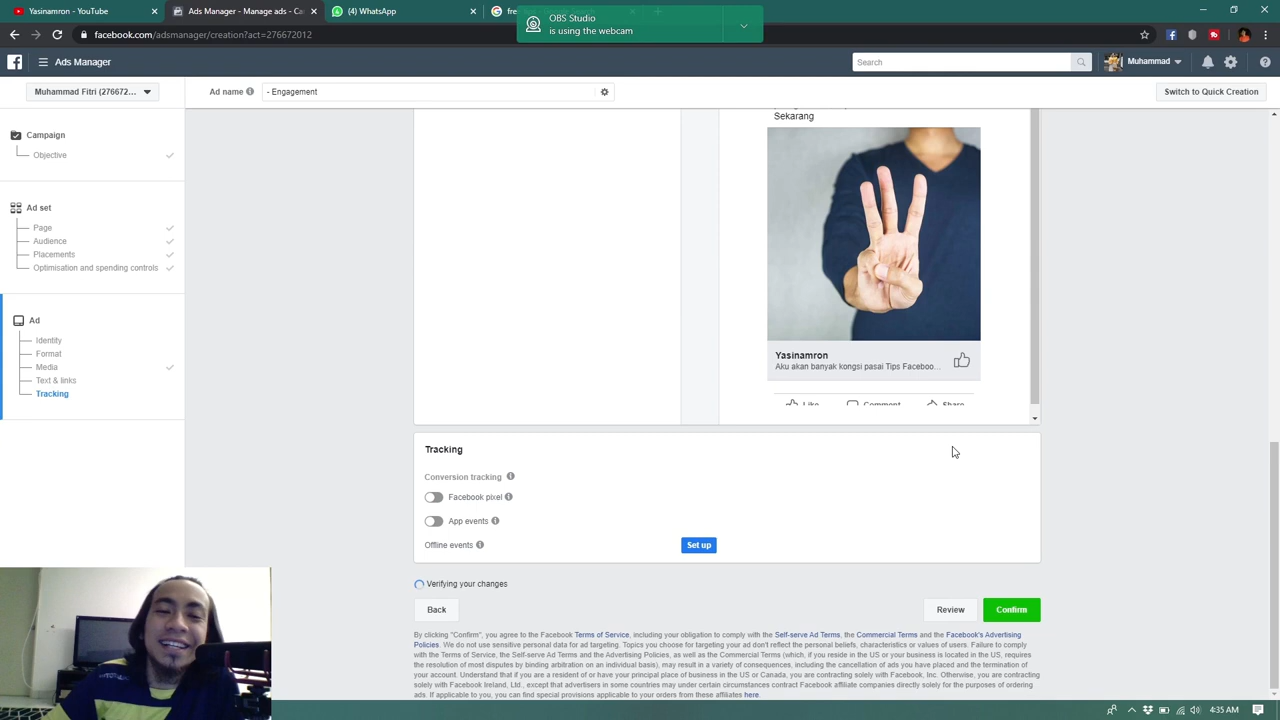 Yasinamron - YouTube
Ads Manager - Manage ads - Ca
WhatsApp
OBS Studio
is using the webcam
facebook.com/adsmanager/creation?act=276672012
Ads Manager
Search
Muhammad
Muhammad Fitri (276672...
Ad name
- Engagement
Switch to Quick Creation
Campaign
Objective
Ad set
Page
Audience
Placements
Optimisation and spending controls
Ad
Identity
Format
Media
Text & links
Tracking
Sekarang
Yasinamron
Aku akan banyak kongsi pasai Tips Faceboo...
Like Comment Share
Tracking
Conversion tracking
Facebook pixel
App events
Offline events
Set up
Verifying your changes
Back
Review
Confirm
By clicking "Confirm", you agree to the Facebook Terms of Service, including your obligation to comply with the Self-serve Ad Terms, the Commercial Terms and the Facebook's Advertising
Policies. We do not use sensitive personal data for ad targeting. Topics you choose for targeting your ad don't reflect the personal beliefs, characteristics or values of users. Failure to comply
with the Terms of Service, the Self-serve Ad Terms and the Advertising Policies, as well as the Commercial Terms (which, if you reside in the US or your business is located in the US, requires
the resolution of most disputes by binding arbitration on an individual basis), may result in a variety of consequences, including the cancellation of ads you have placed and the termination of
your account. Understand that if you are a resident of or have your principal place of business in the US or Canada, you are contracting solely with Facebook, Inc. Otherwise, you are contracting
solely with Facebook Ireland, Ltd., except that advertisers in some countries may under certain circumstances contract Facebook affiliate companies directly solely for the purposes of ordering
ads. If applicable to you, you can find special provisions applicable to your orders from these affiliates here.
4:35 AM